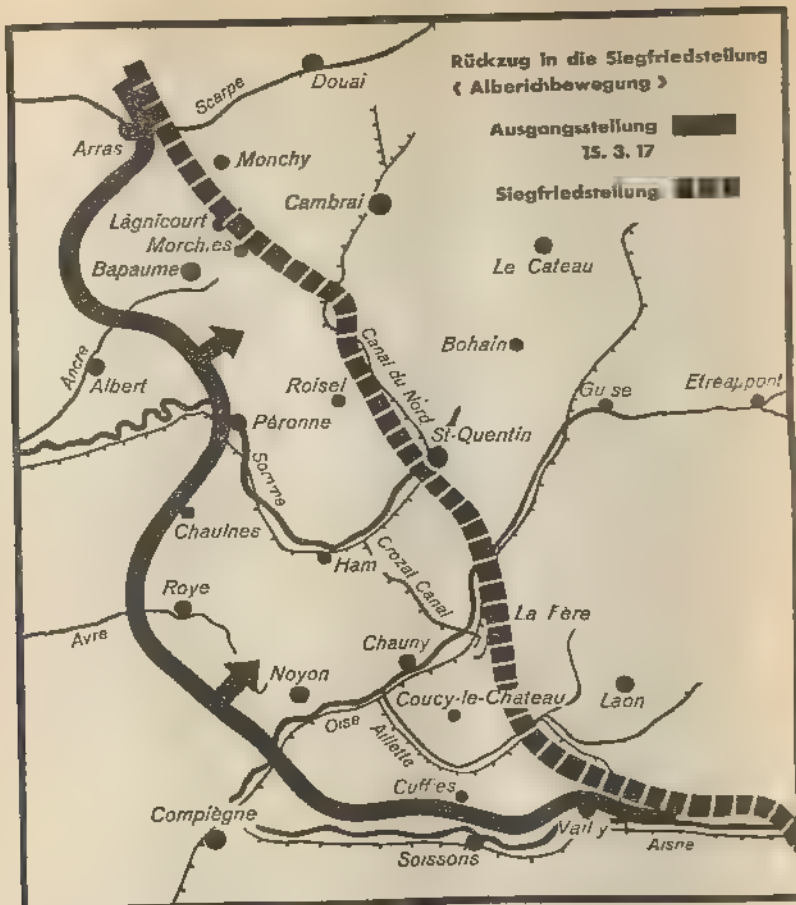 Rückzug in die Siegfriedstellung
< Alberichbewegung >
Ausgangsstellung
15. 3. 17
Siegfriedstellung
Douai
Scarpe
Arras
Monchy
Cambrai
Lagnicourt
Morchies
Bapaume
Le Cateau
Ancre
Albert
Roisel
Canal du Nord
Bohain
Guise
Etréaupont
Péronne
St-Quentin
Somme
Chaulnes
Ham
Crozat Canal
Roye
Avre
La Fère
Chauny
Noyon
Coucy-le-Chateau
Laon
Oise
Ailette
Cuffies
Compiègne
Vailly
Soissons
Aisne